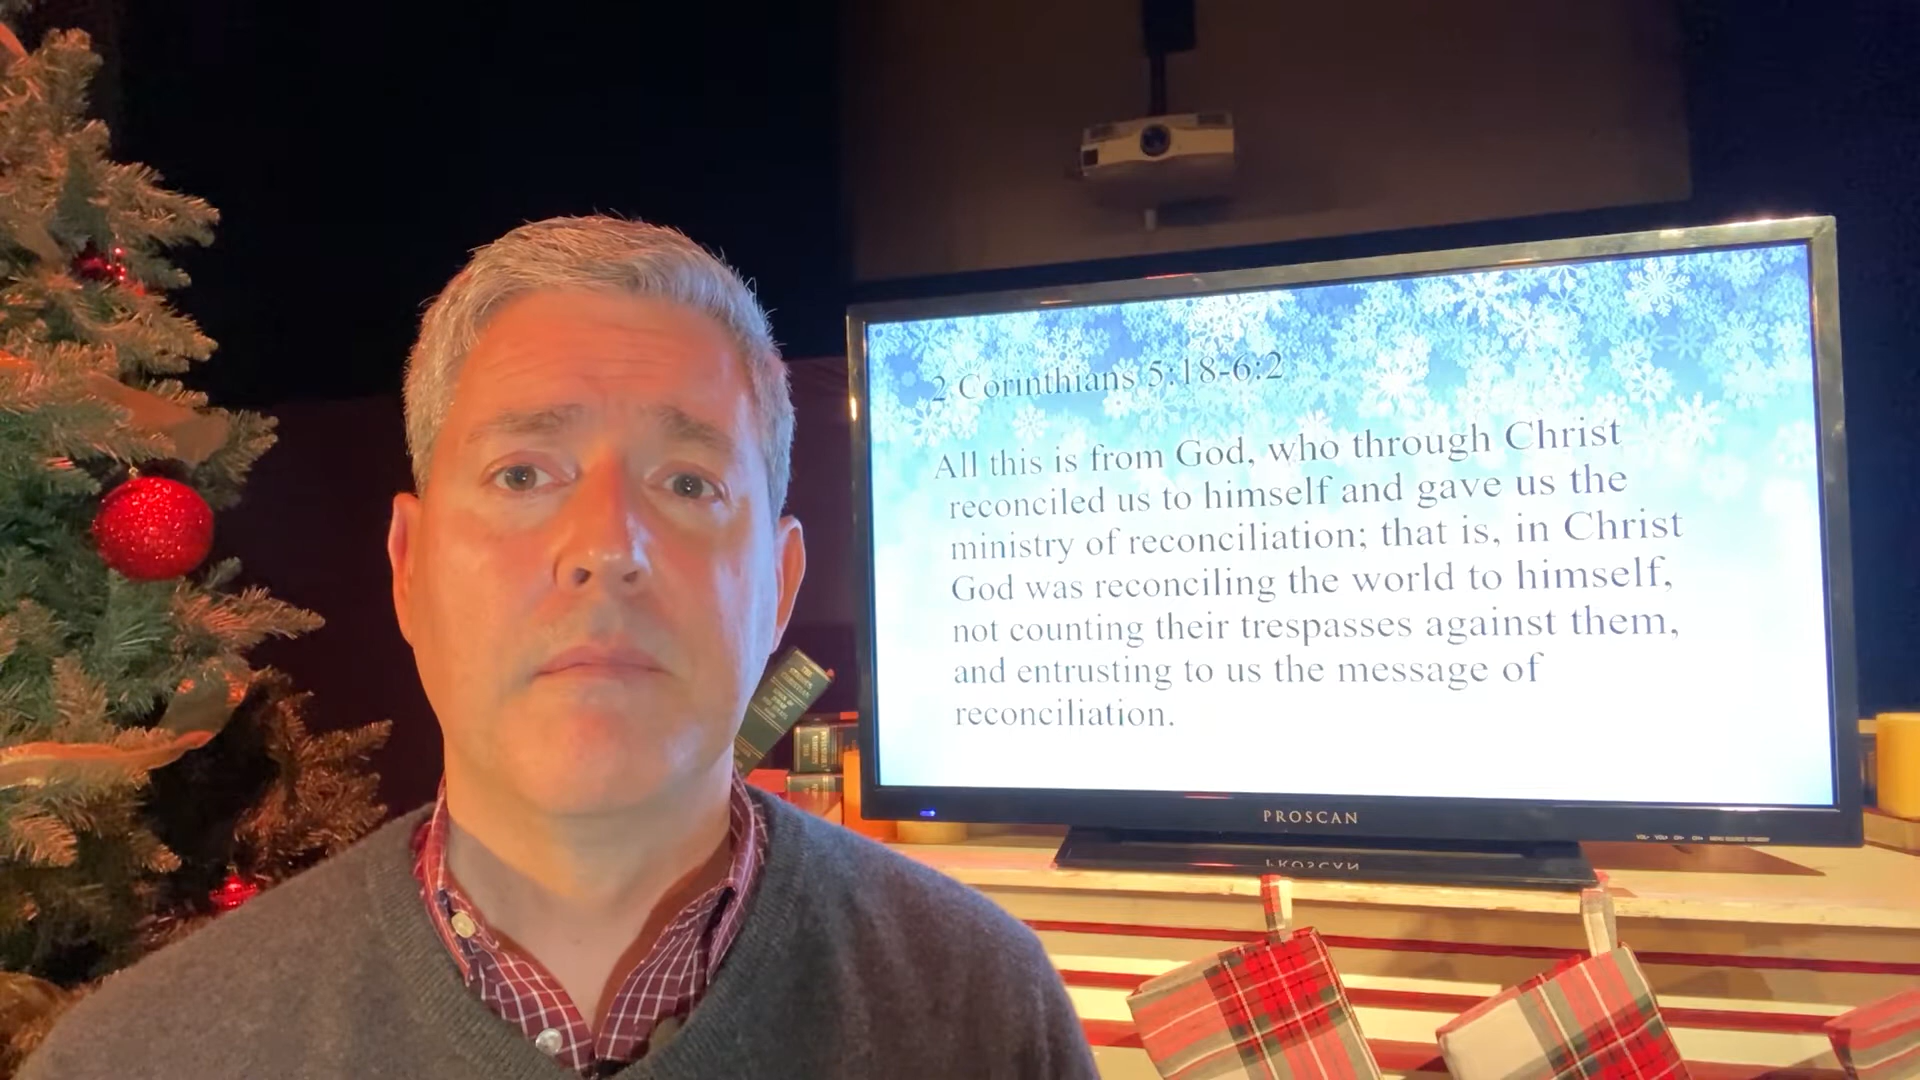 2 Corinthians 5:18-6:2
All this is from God, who through Christ
reconciled us to himself and gave us the
ministry of reconciliation; that is, in Christ
God was reconciling the world to himself,
not counting their trespasses against them,
and entrusting to us the message of
reconciliation.
PROSCAN